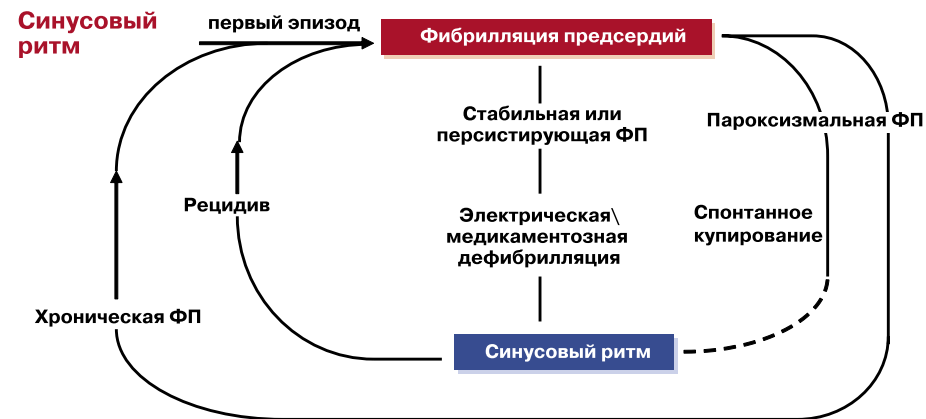 Синусовый
ритм
первый эпизод
Фибрилляция предсердий
Стабильная или
персистирующая ФП
Пароксизмальная ФП
Рецидив
Электрическая\
медикаментозная
дефибрилляция
Спонтанное
купирование
Хроническая ФП
Синусовый ритм